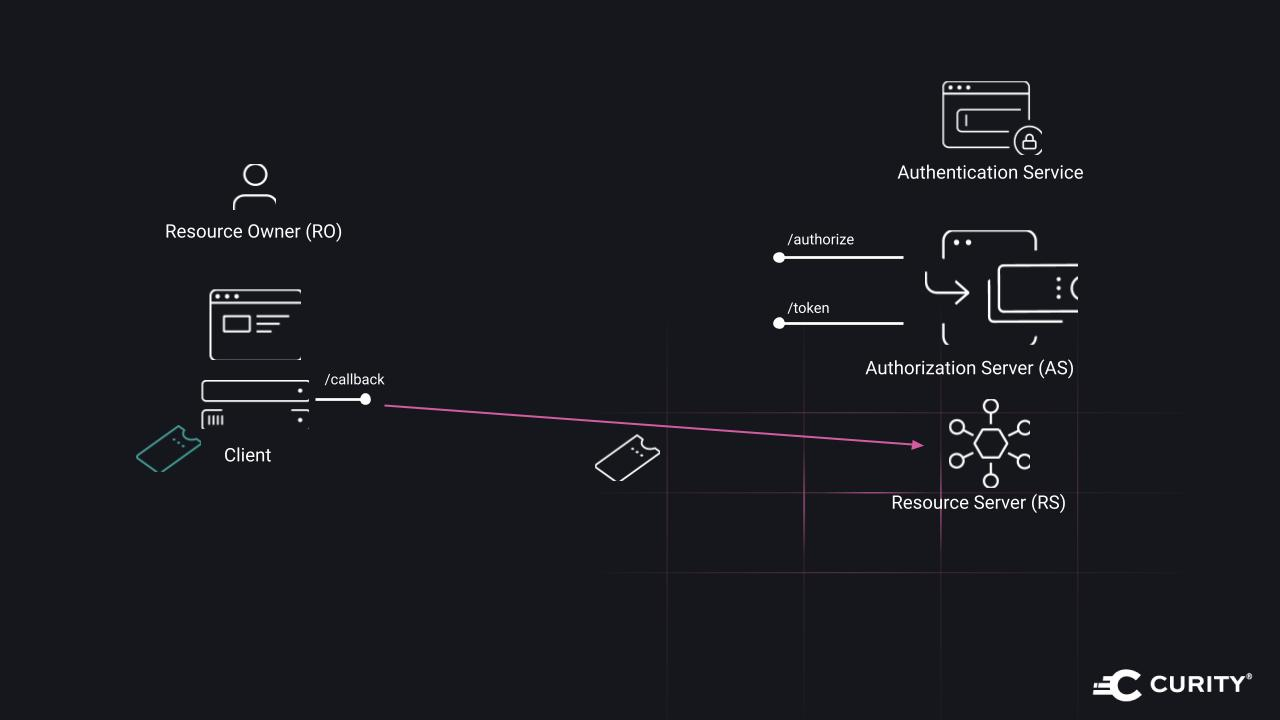 Authentication Service
Resource Owner (RO)
/authorize
/token
Authorization Server (AS)
/callback
Client
Resource Server (RS)
CURITY®